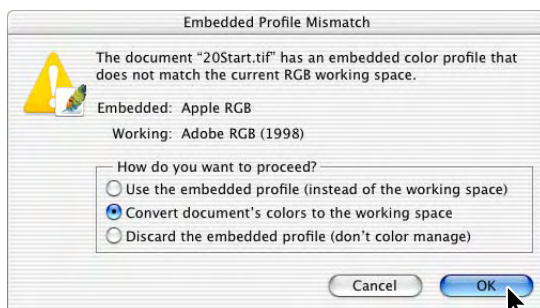 Embedded Profile Mismatch
The document “20Start.tif” has an embedded color profile that
does not match the current RGB working space.
Embedded: Apple RGB
Working: Adobe RGB (1998)
How do you want to proceed?
Use the embedded profile (instead of the working space)
Convert document's colors to the working space
Discard the embedded profile (don't color manage)
Cancel OK